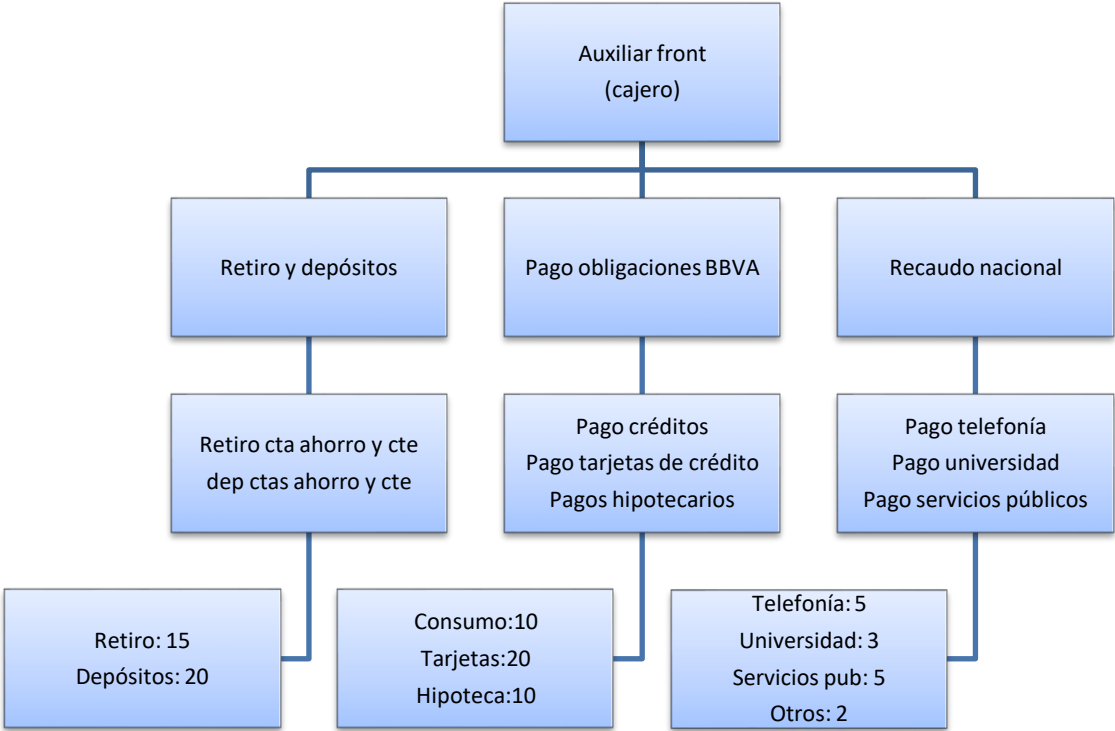 Auxiliar front
(cajero)
Retiro y depósitos
Pago obligaciones BBVA
Recaudo nacional
Retiro cta ahorro y cte
dep ctas ahorro y cte
Pago créditos
Pago tarjetas de crédito
Pagos hipotecarios
Pago telefonía
Pago universidad
Pago servicios públicos
Retiro: 15
Depósitos: 20
Consumo:10
Tarjetas:20
Hipoteca:10
Telefonía: 5
Universidad: 3
Servicios pub: 5
Otros: 2